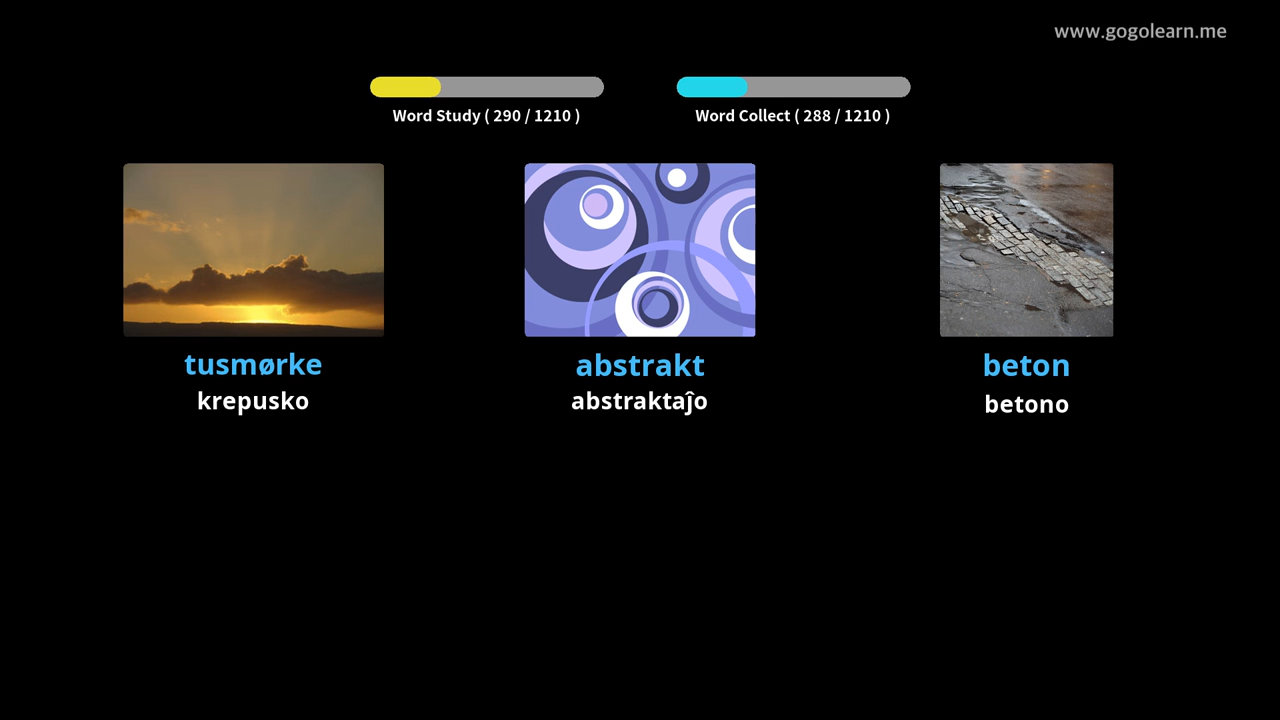 www.gogolearn.me
Word Study ( 290 / 1210 )
Word Collect ( 288 / 1210 )
tusmørke
krepusko
abstrakt
abstraktaĵo
beton
betono